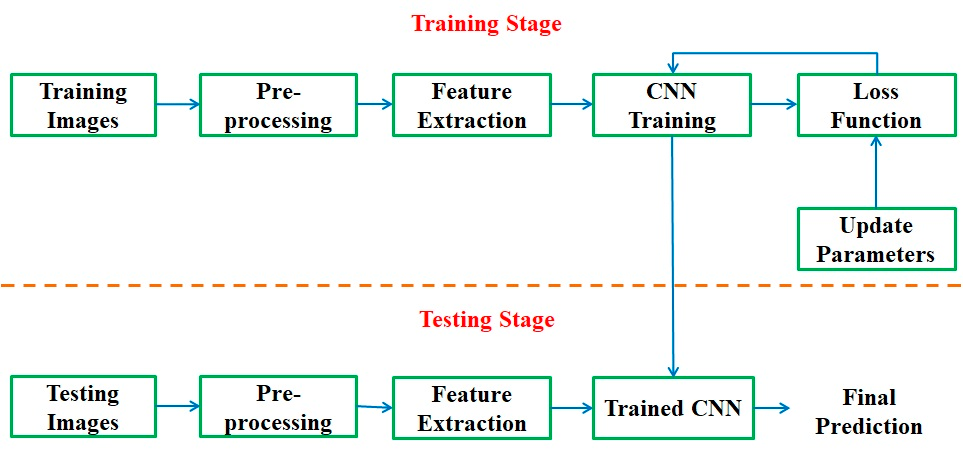 Training Stage
Training
Images
Pre-
processing
Feature
Extraction
CNN
Training
Loss
Function
Update
Parameters
Testing Stage
Testing
Images
Pre-
processing
Feature
Extraction
Trained CNN
Final
Prediction